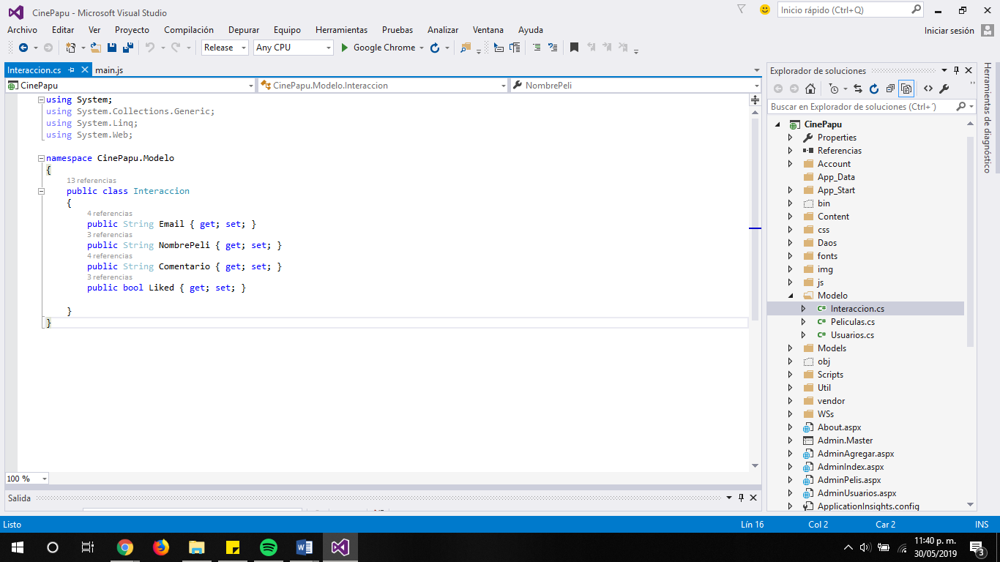 CinePapu - Microsoft Visual Studio
Inicio rápido (Ctrl+Q)
Archivo Editar Ver Proyecto Compilación Depurar Equipo Herramientas Pruebas Analizar Ventana Ayuda
Iniciar sesión
Release Any CPU Google Chrome
Interaccion.cs main.js
CinePapu CinePapu.Modelo.Interaccion NombrePeli
using System;
using System.Collections.Generic;
using System.Linq;
using System.Web;
namespace CinePapu.Modelo
{
13 referencias
public class Interaccion
{
4 referencias
public String Email { get; set; }
3 referencias
public String NombrePeli { get; set; }
4 referencias
public String Comentario { get; set; }
3 referencias
public bool Liked { get; set; }
}
}
100 %
Salida
Explorador de soluciones
Buscar en Explorador de soluciones (Ctrl+´)
CinePapu
Properties
Referencias
Account
App_Data
App_Start
bin
Content
css
Daos
fonts
img
js
Modelo
C# Interaccion.cs
C# Peliculas.cs
C# Usuarios.cs
Models
obj
Scripts
Util
vendor
WSs
About.aspx
Admin.Master
AdminAgregar.aspx
AdminIndex.aspx
AdminPelis.aspx
AdminUsuarios.aspx
ApplicationInsights.config
Herramientas de diagnóstico
Listo
Lín 16 Col 2 Car 2 INS
11:40 p. m.
30/05/2019
3